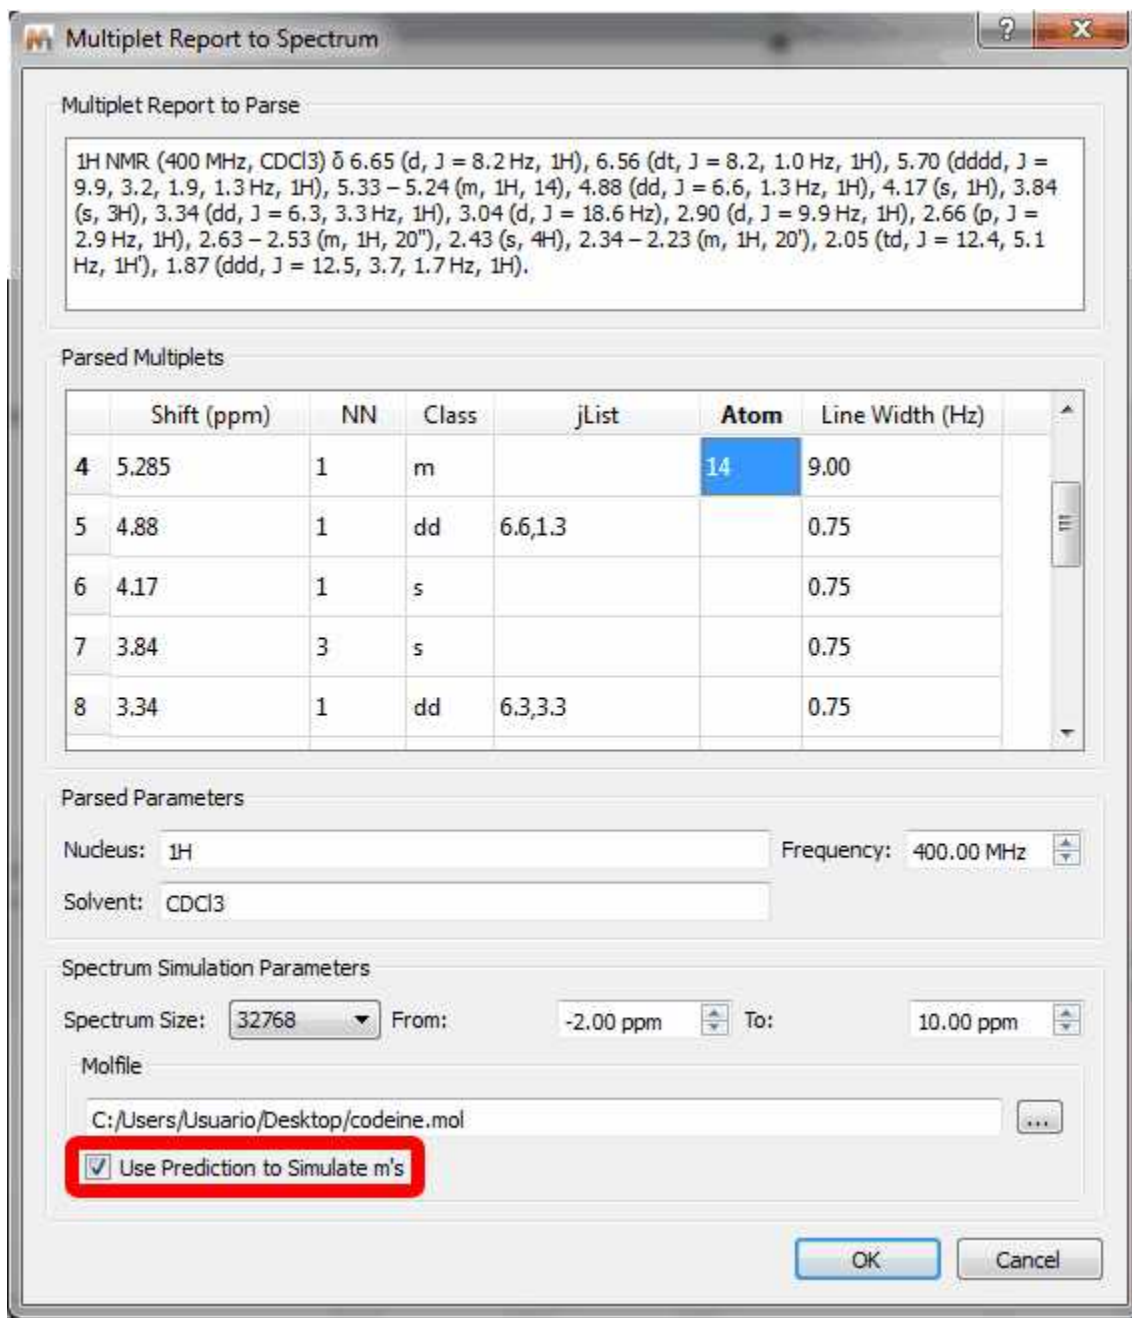 Multiplet Report to Spectrum
?
X
Multiplet Report to Parse
1H NMR (400 MHz, CDCl3) δ 6.65 (d, J = 8.2 Hz, 1H), 6.56 (dt, J = 8.2, 1.0 Hz, 1H), 5.70 (dddd, J =
9.9, 3.2, 1.9, 1.3 Hz, 1H), 5.33 – 5.24 (m, 1H, 14), 4.88 (dd, J = 6.6, 1.3 Hz, 1H), 4.17 (s, 1H), 3.84
(s, 3H), 3.34 (dd, J = 6.3, 3.3 Hz, 1H), 3.04 (d, J = 18.6 Hz), 2.90 (d, J = 9.9 Hz, 1H), 2.66 (p, J =
2.9 Hz, 1H), 2.63 – 2.53 (m, 1H, 20"), 2.43 (s, 4H), 2.34 – 2.23 (m, 1H, 20'), 2.05 (td, J = 12.4, 5.1
Hz, 1H'), 1.87 (ddd, J = 12.5, 3.7, 1.7 Hz, 1H).
Parsed Multiplets
Shift (ppm) NN Class jList Atom Line Width (Hz)
4 5.285 1 m 14 9.00
5 4.88 1 dd 6.6,1.3 0.75
6 4.17 1 s 0.75
7 3.84 3 s 0.75
8 3.34 1 dd 6.3,3.3 0.75
Parsed Parameters
Nucleus: 1H Frequency: 400.00 MHz
Solvent: CDCl3
Spectrum Simulation Parameters
Spectrum Size: 32768 From: -2.00 ppm To: 10.00 ppm
Molfile
C:/Users/Usuario/Desktop/codeine.mol ...
Use Prediction to Simulate m's
OK Cancel